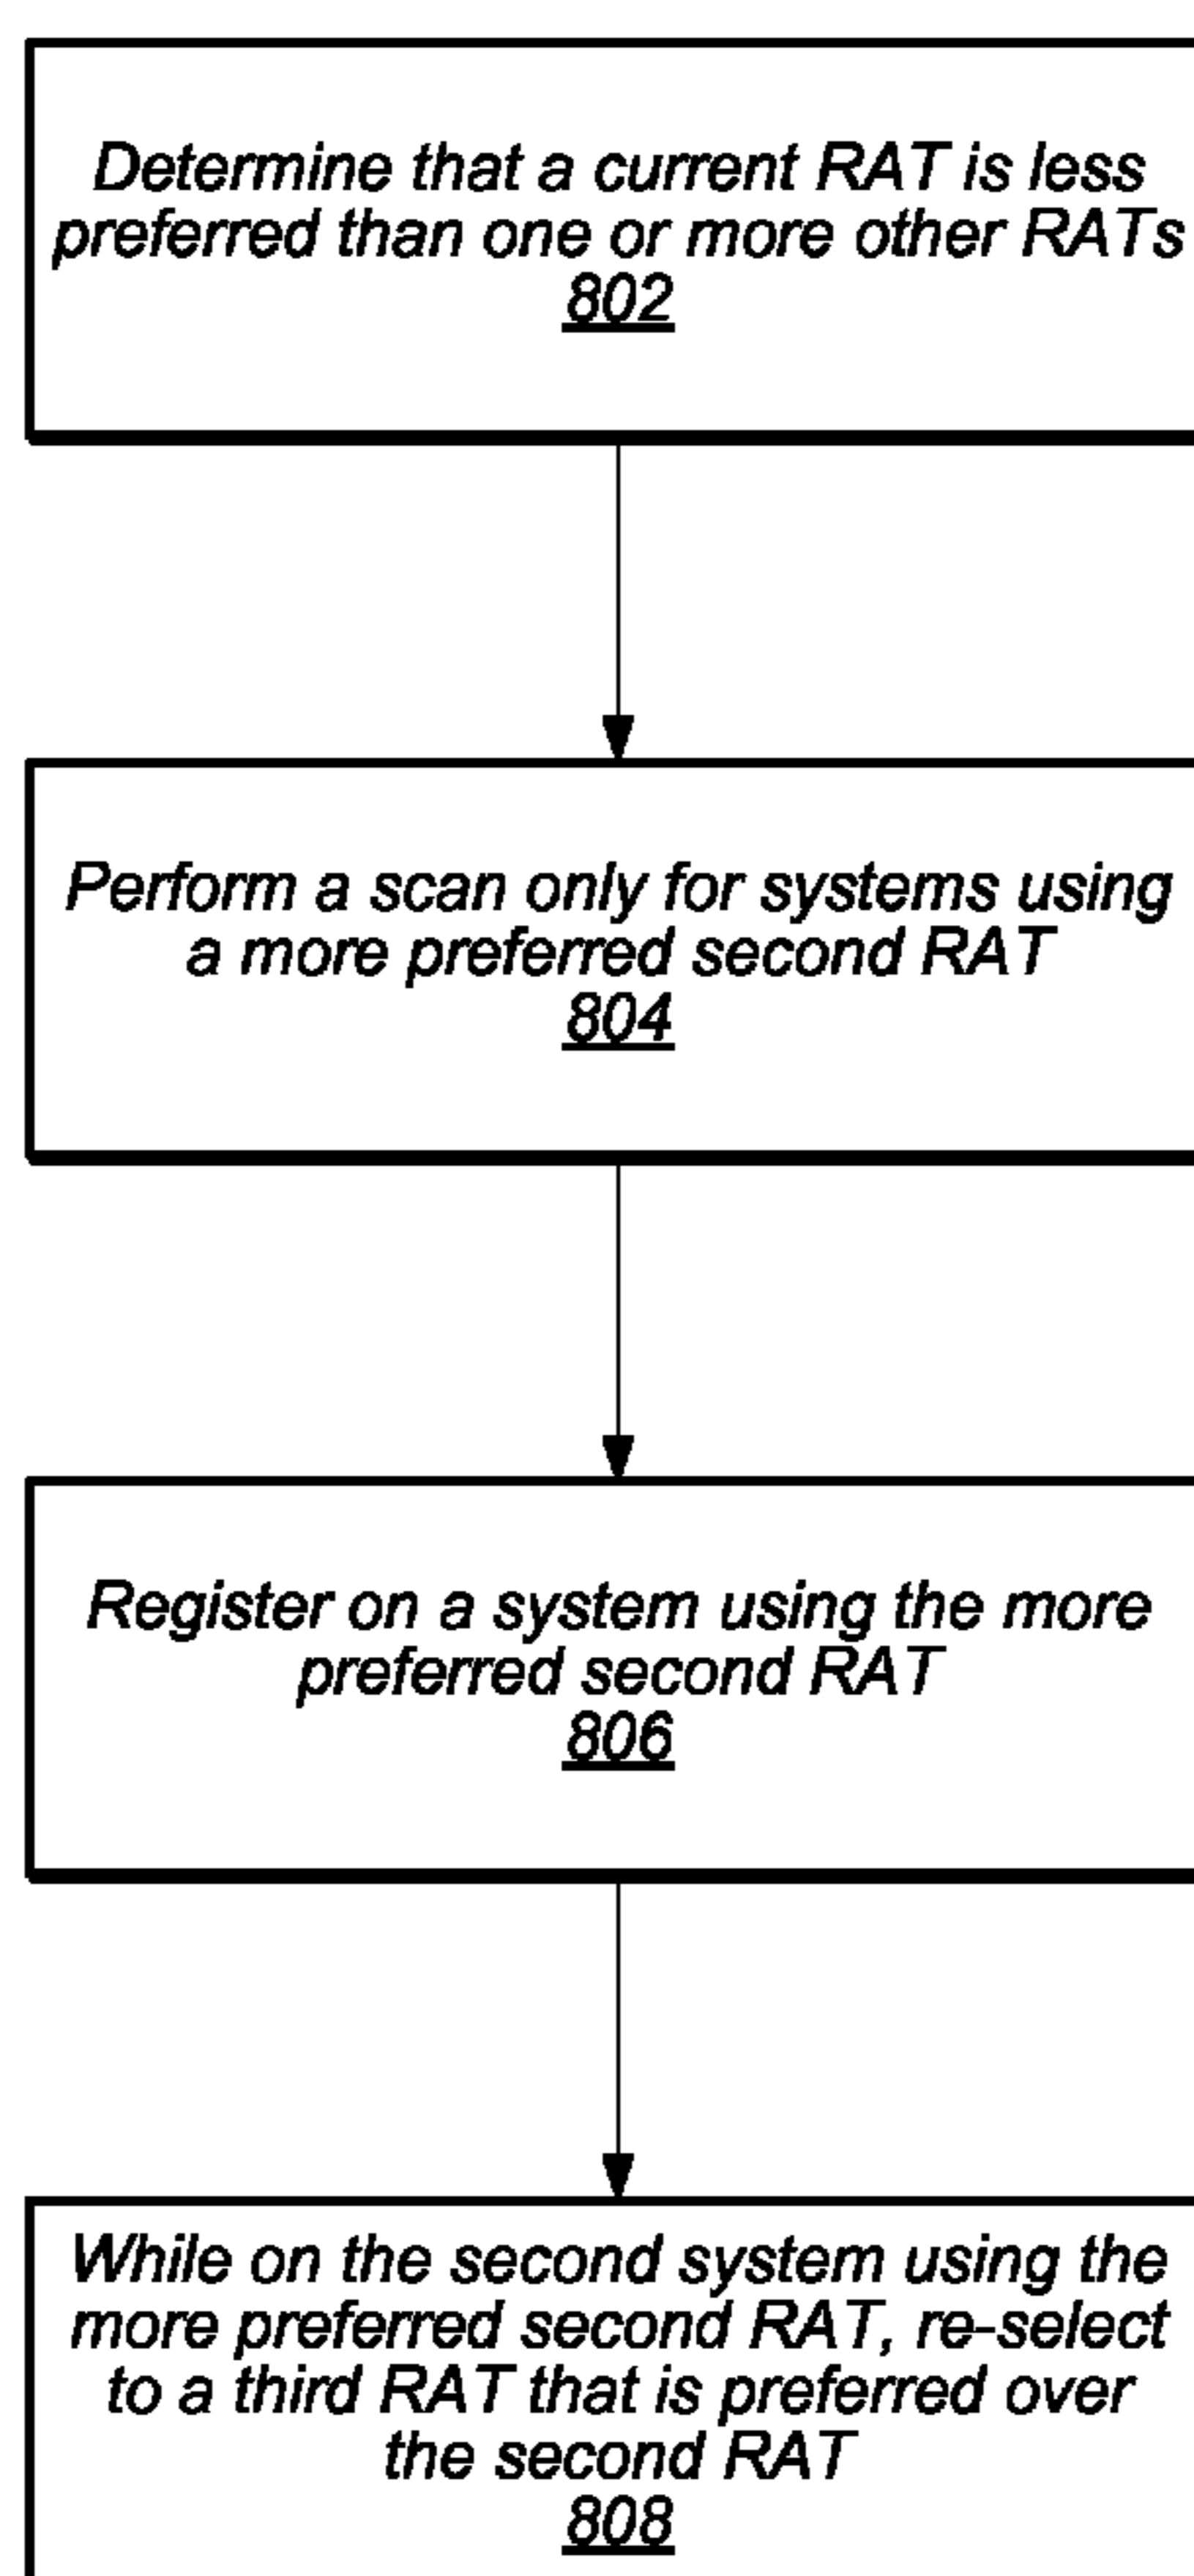 Determine that a current RAT is less
preferred than one or more other RATs
802
Perform a scan only for systems using
a more preferred second RAT
804
Register on a system using the more
preferred second RAT
806
While on the second system using the
more preferred second RAT, re-select
to a third RAT that is preferred over
the second RAT
808